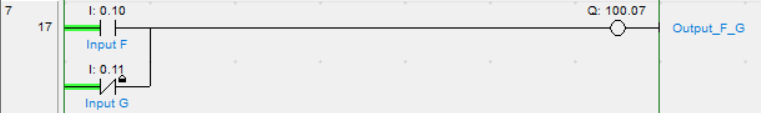 7
I: 0.10
Q: 100.07
17
Output_F_G
Input F
I: 0.11
Input G